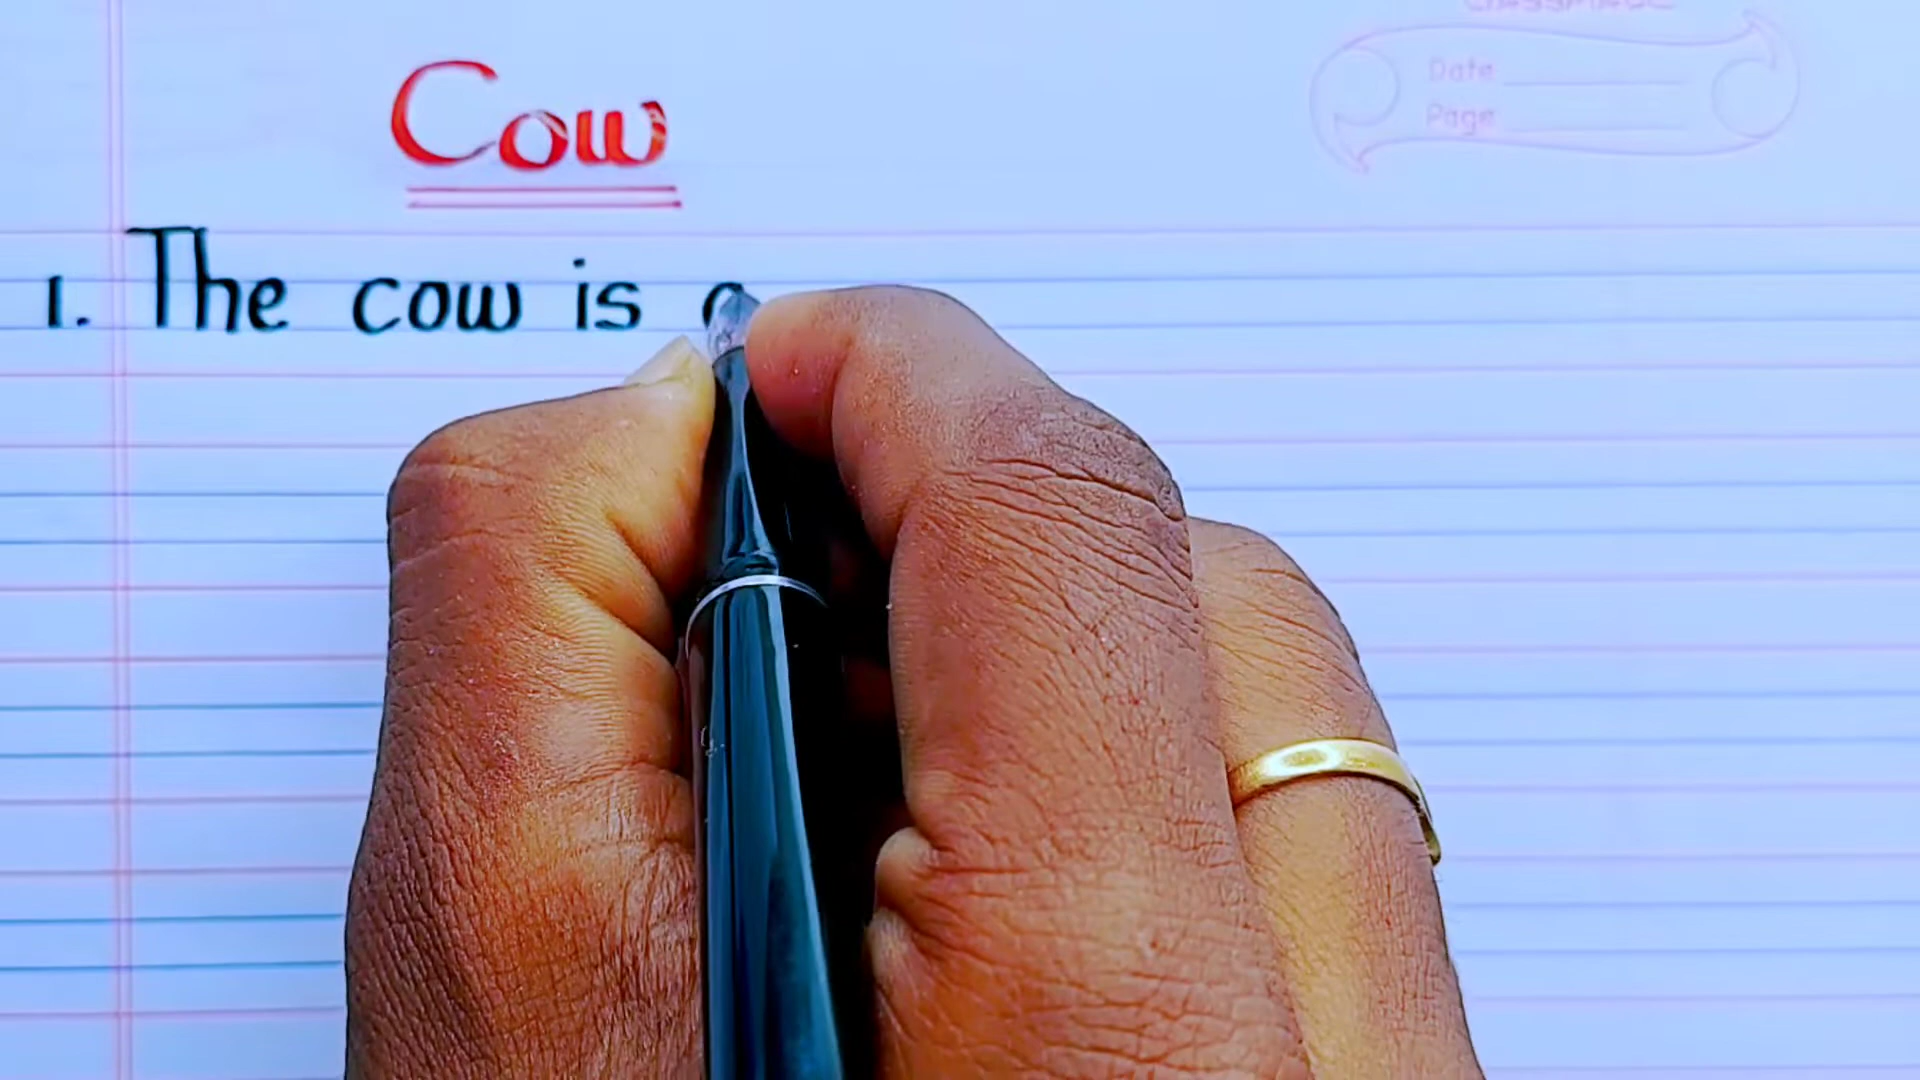 Cow
Date
Page
1. The cow is